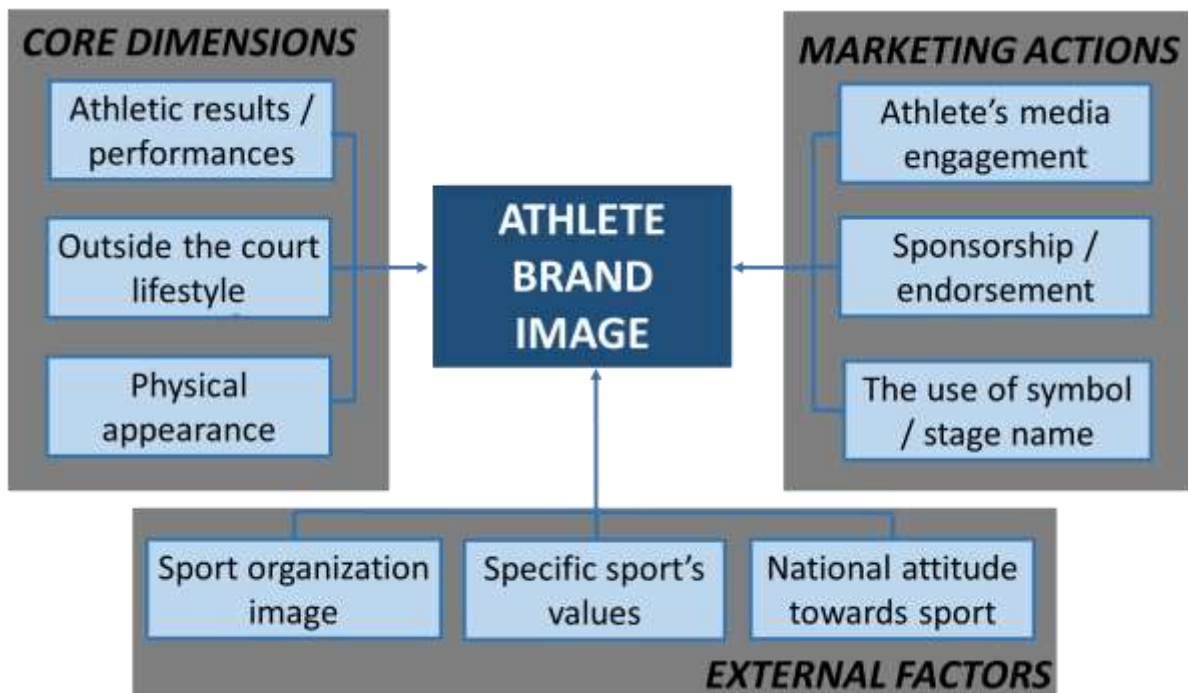 CORE DIMENSIONS
Athletic results /
performances
Outside the court
lifestyle
Physical
appearance
ATHLETE
BRAND
IMAGE
MARKETING ACTIONS
Athlete's media
engagement
Sponsorship /
endorsement
The use of symbol
/ stage name
Sport organization
image
Specific sport's
values
National attitude
towards sport
EXTERNAL FACTORS